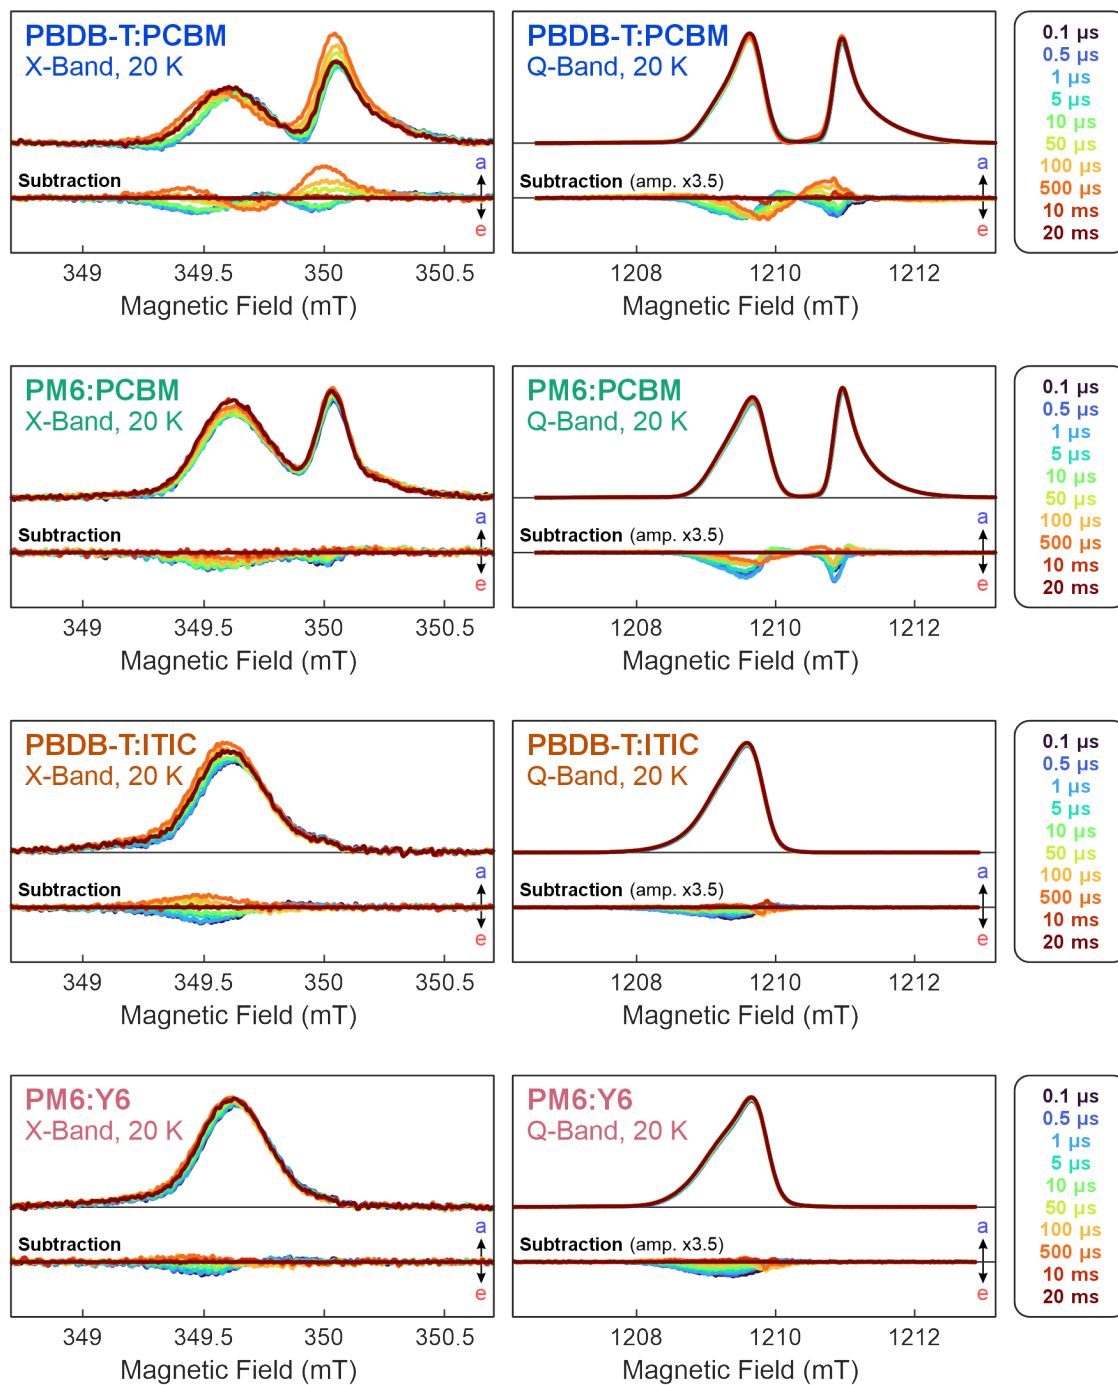 PBDB-T:PCBM
X-Band, 20 K
Subtraction
a
e
349 349.5 350 350.5
Magnetic Field (mT)
PBDB-T:PCBM
Q-Band, 20 K
Subtraction (amp. x3.5)
a
e
1208 1210 1212
Magnetic Field (mT)
0.1 µs
0.5 µs
1 µs
5 µs
10 µs
50 µs
100 µs
500 µs
10 ms
20 ms
PM6:PCBM
X-Band, 20 K
Subtraction
a
e
349 349.5 350 350.5
Magnetic Field (mT)
PM6:PCBM
Q-Band, 20 K
Subtraction (amp. x3.5)
a
e
1208 1210 1212
Magnetic Field (mT)
0.1 µs
0.5 µs
1 µs
5 µs
10 µs
50 µs
100 µs
500 µs
10 ms
20 ms
PBDB-T:ITIC
X-Band, 20 K
Subtraction
a
e
349 349.5 350 350.5
Magnetic Field (mT)
PBDB-T:ITIC
Q-Band, 20 K
Subtraction (amp. x3.5)
a
e
1208 1210 1212
Magnetic Field (mT)
0.1 µs
0.5 µs
1 µs
5 µs
10 µs
50 µs
100 µs
500 µs
10 ms
20 ms
PM6:Y6
X-Band, 20 K
Subtraction
a
e
349 349.5 350 350.5
Magnetic Field (mT)
PM6:Y6
Q-Band, 20 K
Subtraction (amp. x3.5)
a
e
1208 1210 1212
Magnetic Field (mT)
0.1 µs
0.5 µs
1 µs
5 µs
10 µs
50 µs
100 µs
500 µs
10 ms
20 ms